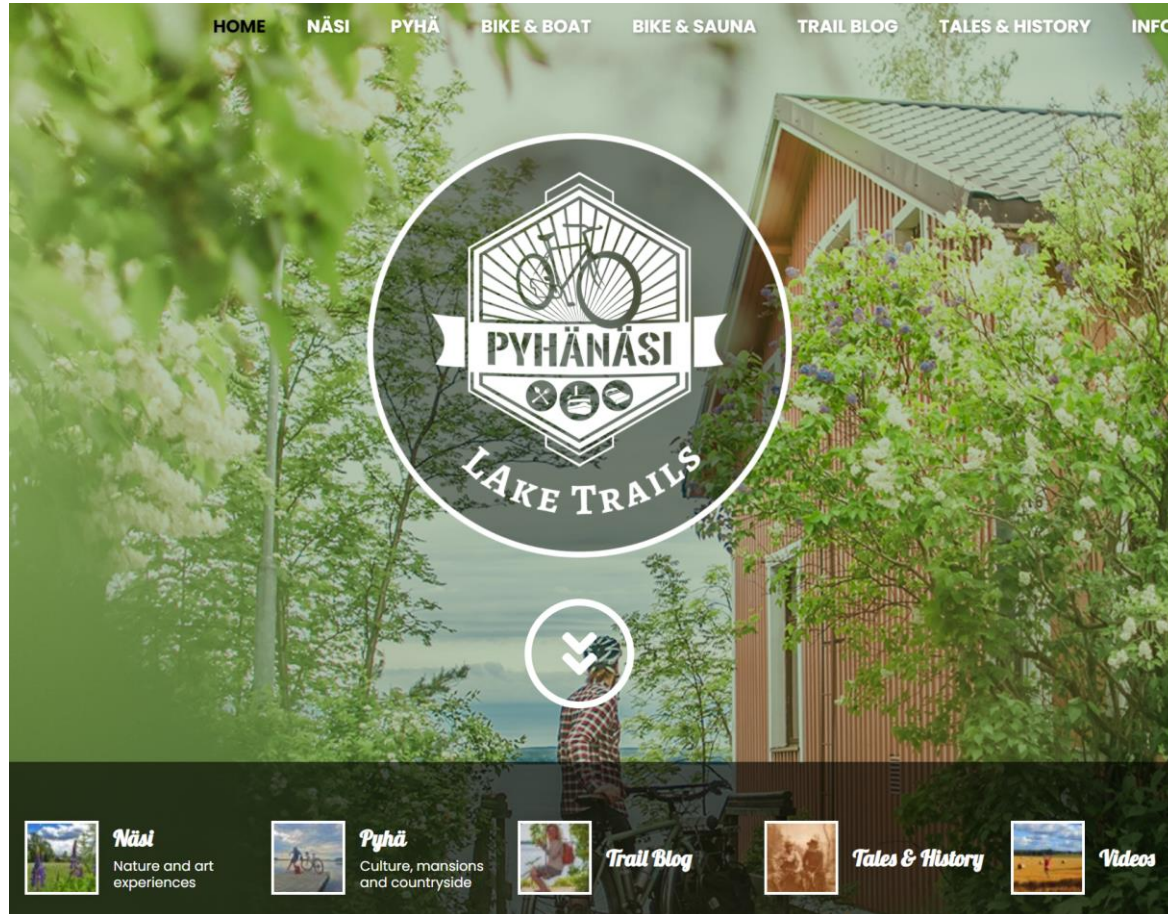 HOME NÄSI PYHÄ BIKE & BOAT BIKE & SAUNA TRAIL BLOG TALES & HISTORY INFO
PYHÄNÄSI
LAKE TRAILS
Näsi
Nature and art
experiences
Pyhä
Culture, mansions
and countryside
Trail Blog
Tales & History
Videos